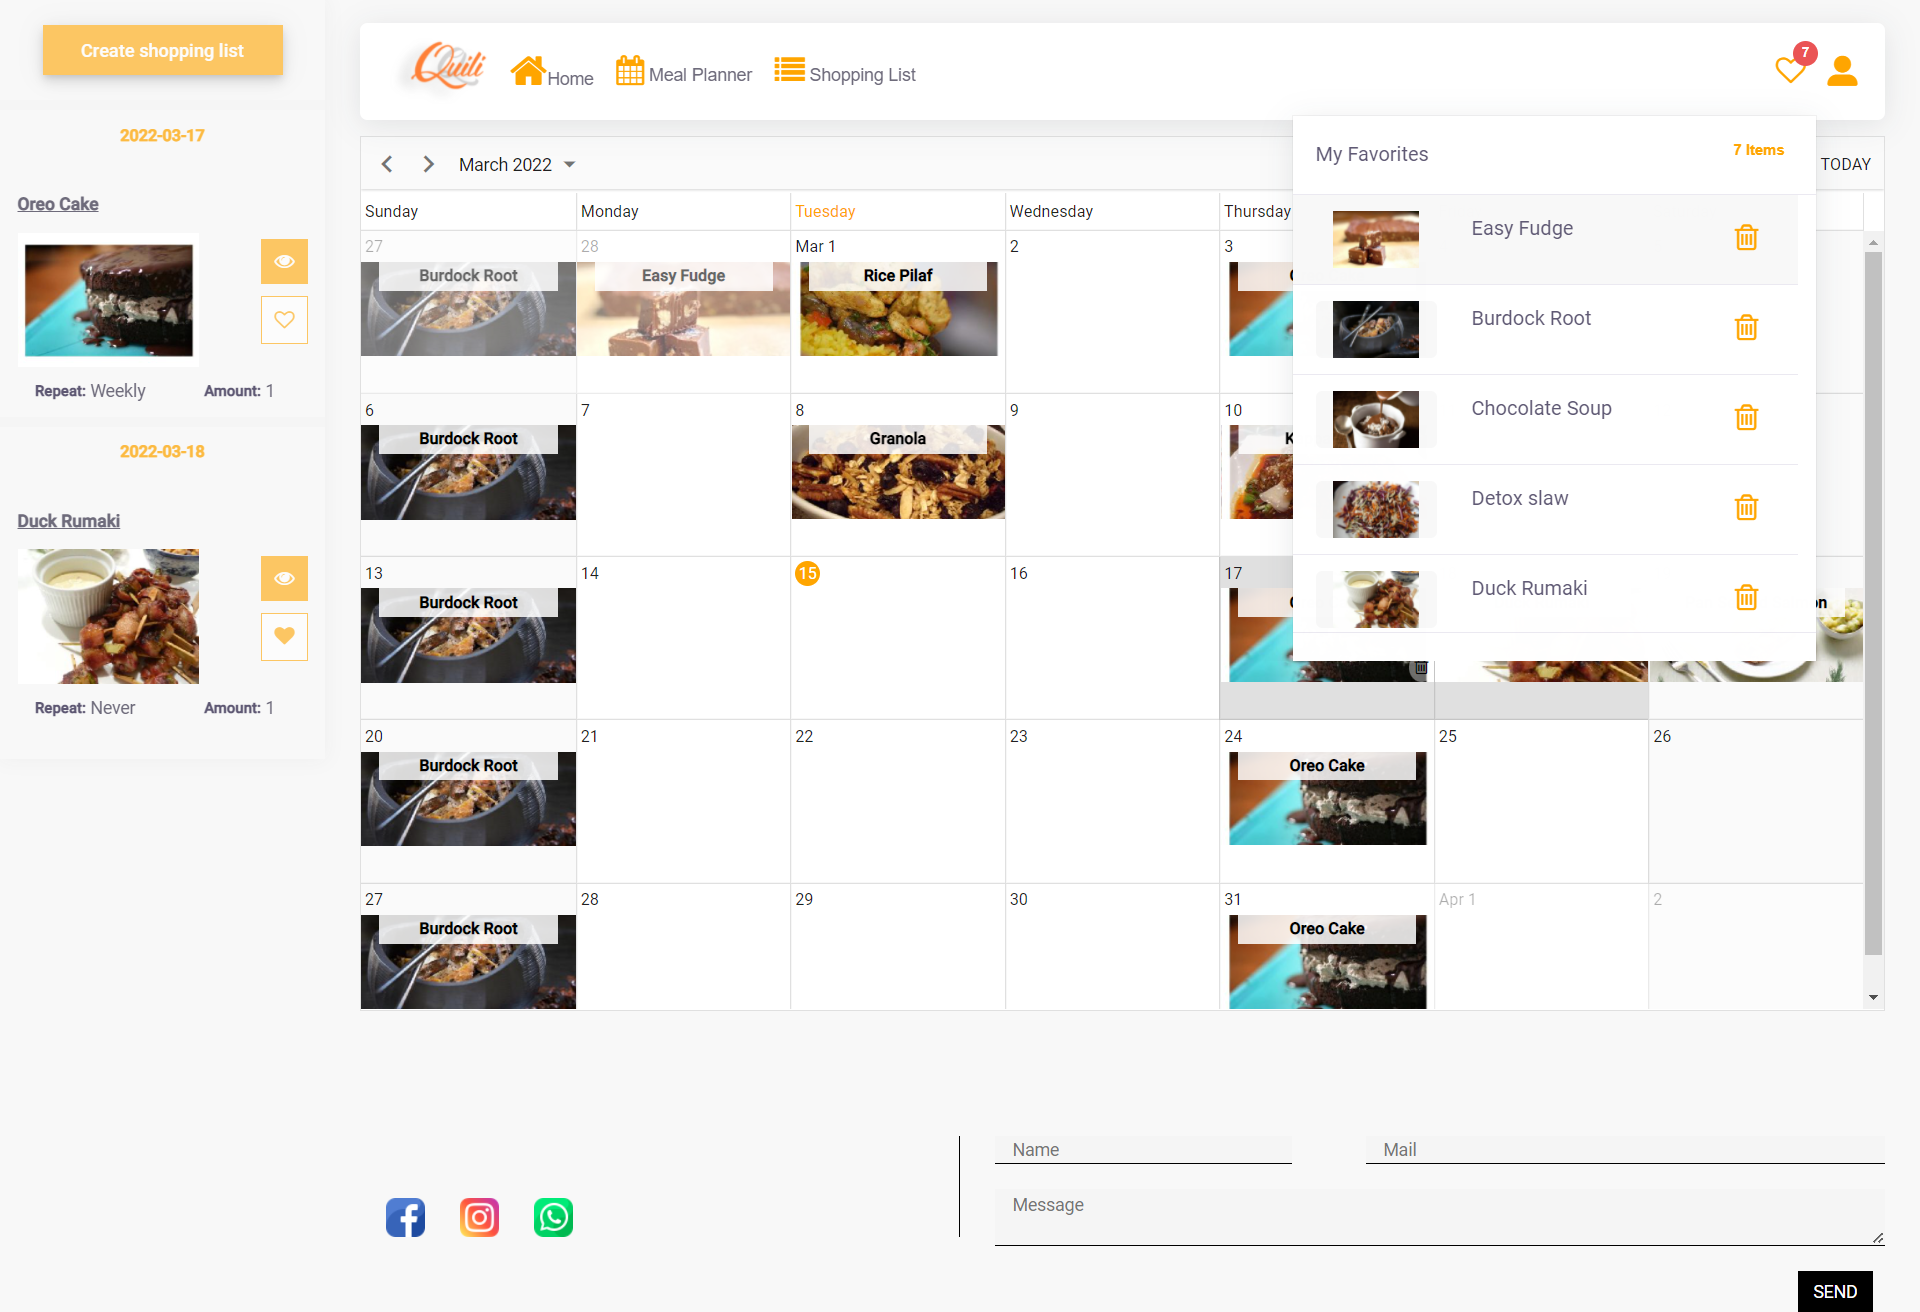 Create shopping list
2022-03-17
Oreo Cake
Repeat: Weekly Amount: 1
2022-03-18
Duck Rumaki
Repeat: Never Amount: 1
Quili
Home
Meal Planner
Shopping List
7
My Favorites
7 Items
Easy Fudge
Burdock Root
Chocolate Soup
Detox slaw
Duck Rumaki
March 2022
TODAY
Sunday
Monday
Tuesday
Wednesday
Thursday
27
Burdock Root
28
Easy Fudge
Mar 1
Rice Pilaf
2
3
6
Burdock Root
7
8
Granola
9
10
K
13
Burdock Root
14
15
16
17
on
20
Burdock Root
21
22
23
24
Oreo Cake
25
26
27
Burdock Root
28
29
30
31
Oreo Cake
Apr 1
2
Name
Mail
Message
SEND